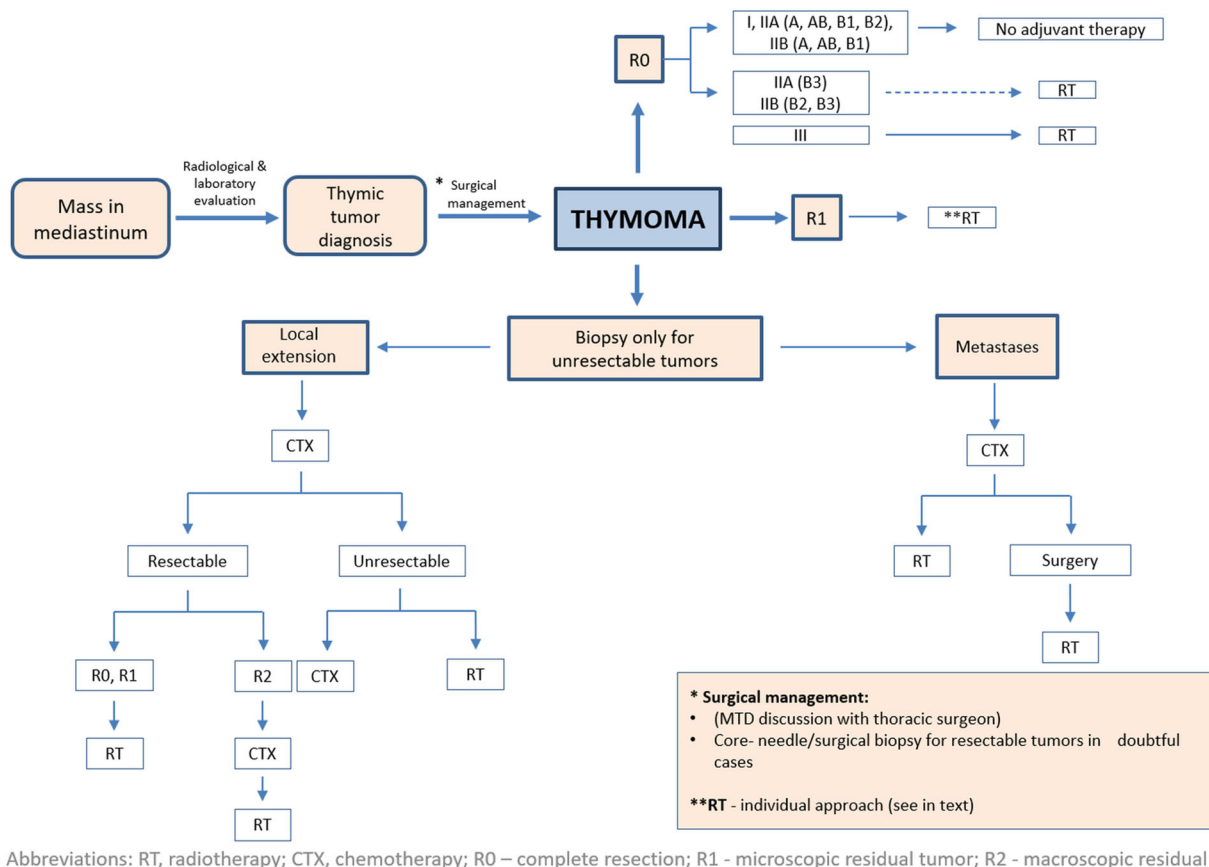 I, IIA (A, AB, B1, B2),
IIB (A, AB, B1)
No adjuvant therapy
R0
IIA (B3)
IIB (B2, B3)
RT
III
RT
Radiological &
laboratory
evaluation
* Surgical
management
Mass in
mediastinum
Thymic
tumor
diagnosis
THYMOMA
R1
**RT
Local
extension
Biopsy only for
unresectable tumors
Metastases
CTX
CTX
Resectable
Unresectable
RT
Surgery
R0, R1
R2
CTX
RT
RT
RT
CTX
RT
* Surgical management:
• (MTD discussion with thoracic surgeon)
• Core- needle/surgical biopsy for resectable tumors in doubtful
cases
**RT - individual approach (see in text)
Abbreviations: RT, radiotherapy; CTX, chemotherapy; R0 – complete resection; R1 - microscopic residual tumor; R2 - macroscopic residual